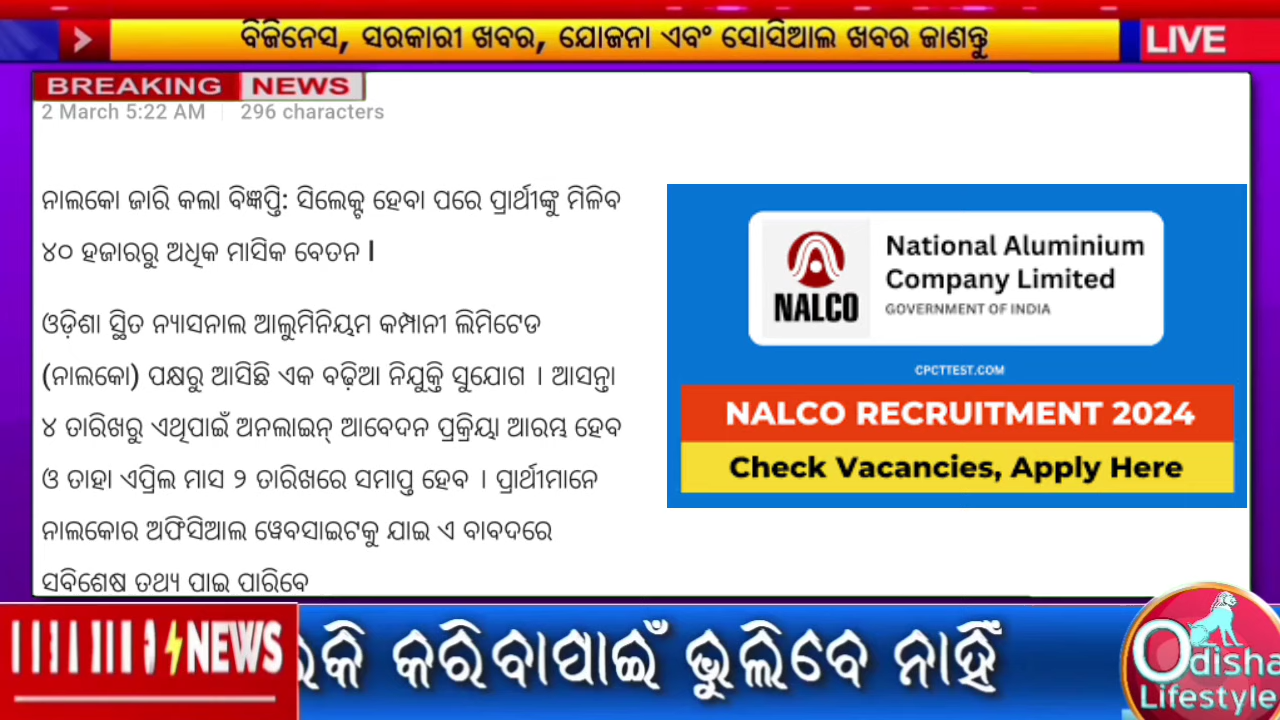 ବିଜିନେସ, ସରକାରୀ ଖବର, ଯୋଜନା ଏବଂ ସୋସିଆଲ ଖବର ଜାଣନ୍ତୁ
LIVE
BREAKING NEWS
2 March 5:22 AM 296 characters
ନାଲକୋ ଜାରି କଲା ବିଜ୍ଞପ୍ତି: ସିଲେକ୍ଟ ହେବା ପରେ ପ୍ରାର୍ଥୀଙ୍କୁ ମିଳିବ
୪୦ ହଜାରରୁ ଅଧିକ ମାସିକ ବେତନ l
ଓଡ଼ିଶା ସ୍ଥିତ ନ୍ୟାସନାଲ ଆଲୁମିନିୟମ କମ୍ପାନୀ ଲିମିଟେଡ
(ନାଲକୋ) ପକ୍ଷରୁ ଆସିଛି ଏକ ବଢ଼ିଆ ନିଯୁକ୍ତି ସୁଯୋଗ । ଆସନ୍ତା
୪ ତାରିଖରୁ ଏଥିପାଇଁ ଅନଲାଇନ୍ ଆବେଦନ ପ୍ରକ୍ରିୟା ଆରମ୍ଭ ହେବ
ଓ ତାହା ଏପ୍ରିଲ ମାସ ୨ ତାରିଖରେ ସମାପ୍ତ ହେବ । ପ୍ରାର୍ଥୀମାନେ
ନାଲକୋର ଅଫିସିଆଲ ୱେବସାଇଟକୁ ଯାଇ ଏ ବାବଦରେ
ସବିଶେଷ ତଥ୍ୟ ପାଇ ପାରିବେ
NALCO
National Aluminium
Company Limited
GOVERNMENT OF INDIA
CPCTTEST.COM
NALCO RECRUITMENT 2024
Check Vacancies, Apply Here
NEWS
କରିବାପାଇଁ ଭୁଲିବେ ନାହିଁ
Odisha
Lifestyle